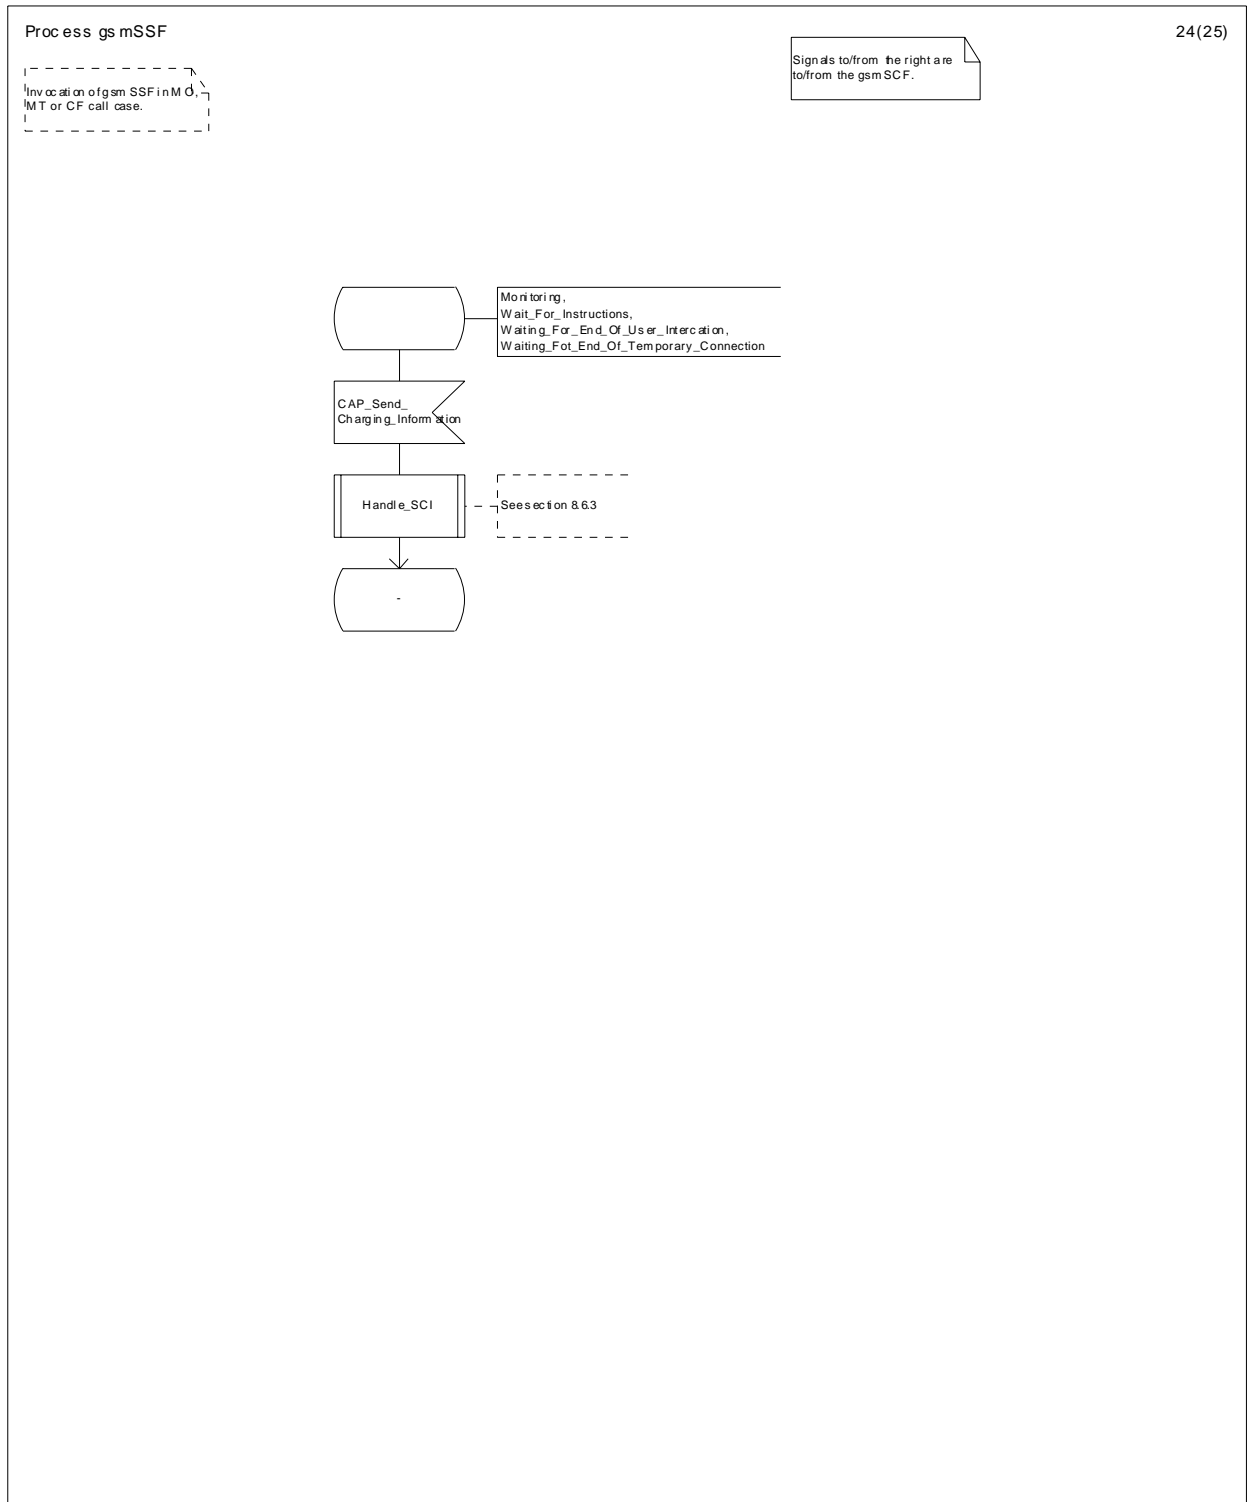 Process gsmSSF
24(25)
Signals to/from the right are
to/from the gsmSCF.
Invocation of gsmSSF in MO,
MT or CF call case.
Monitoring,
Wait_For_Instructions,
Waiting_For_End_Of_User_Intercation,
Waiting_Fot_End_Of_Temporary_Connection
CAP_Send_
Charging_Information
Handle_SCI
See section 8.6.3
-